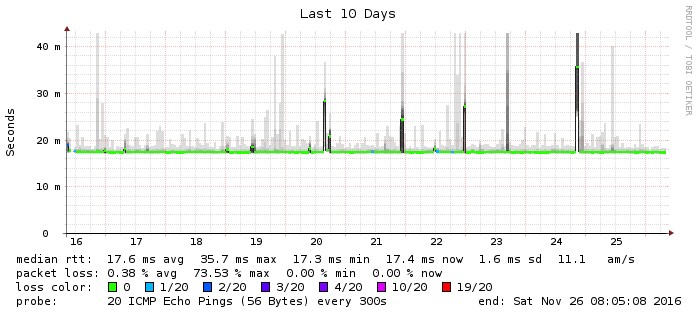 Last 10 Days
RRDTOOL / TOBI OETIKER
Seconds
40 m
30 m
20 m
10 m
0
16 17 18 19 20 21 22 23 24 25
median rtt: 17.6 ms avg 35.7 ms max 17.3 ms min 17.4 ms now 1.6 ms sd 11.1 am/s
packet loss: 0.38 % avg 73.53 % max 0.00 % min 0.00 % now
loss color: 0 1/20 2/20 3/20 4/20 10/20 19/20
probe: 20 ICMP Echo Pings (56 Bytes) every 300s end: Sat Nov 26 08:05:08 2016